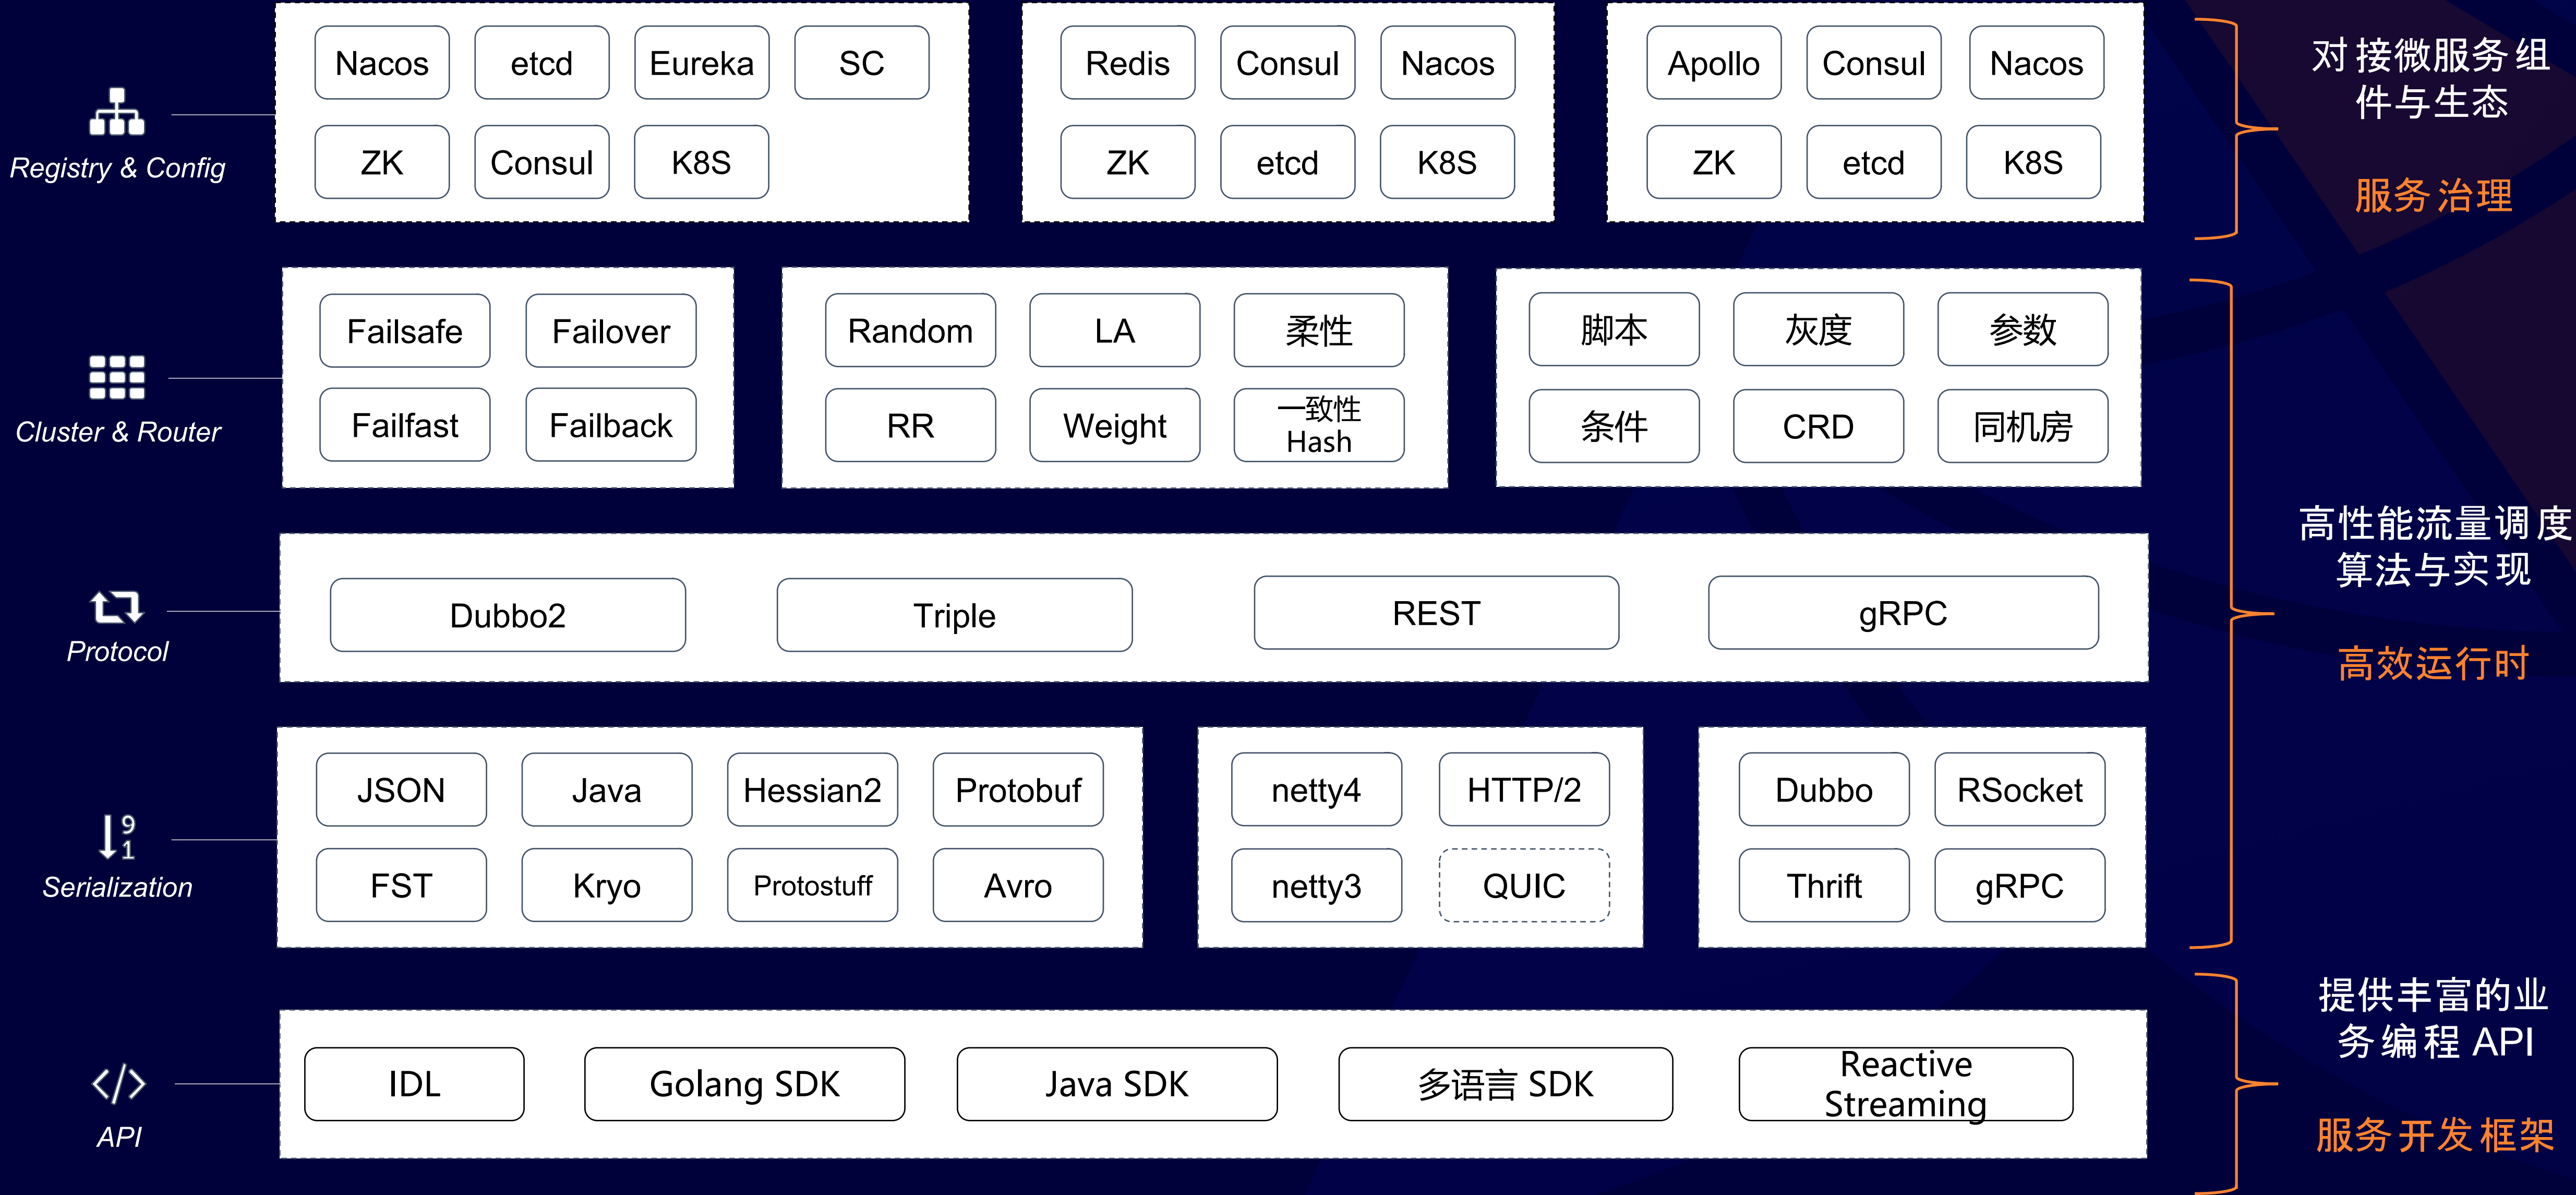 Registry & Config
Nacos
etcd
Eureka
SC
ZK
Consul
K8S
Redis
Consul
Nacos
ZK
etcd
K8S
Apollo
Consul
Nacos
ZK
etcd
K8S
对接微服务组
件与生态
服务治理
Cluster & Router
Failsafe
Failover
Failfast
Failback
Random
LA
柔性
RR
Weight
一致性
Hash
脚本
灰度
参数
条件
CRD
同机房
Protocol
Dubbo2
Triple
REST
gRPC
高性能流量调度
算法与实现
高效运行时
9
1
Serialization
JSON
Java
Hessian2
Protobuf
FST
Kryo
Protostuff
Avro
netty4
HTTP/2
netty3
QUIC
Dubbo
RSocket
Thrift
gRPC
</>
API
IDL
Golang SDK
Java SDK
多语言 SDK
Reactive
Streaming
提供丰富的业
务编程 API
服务开发框架